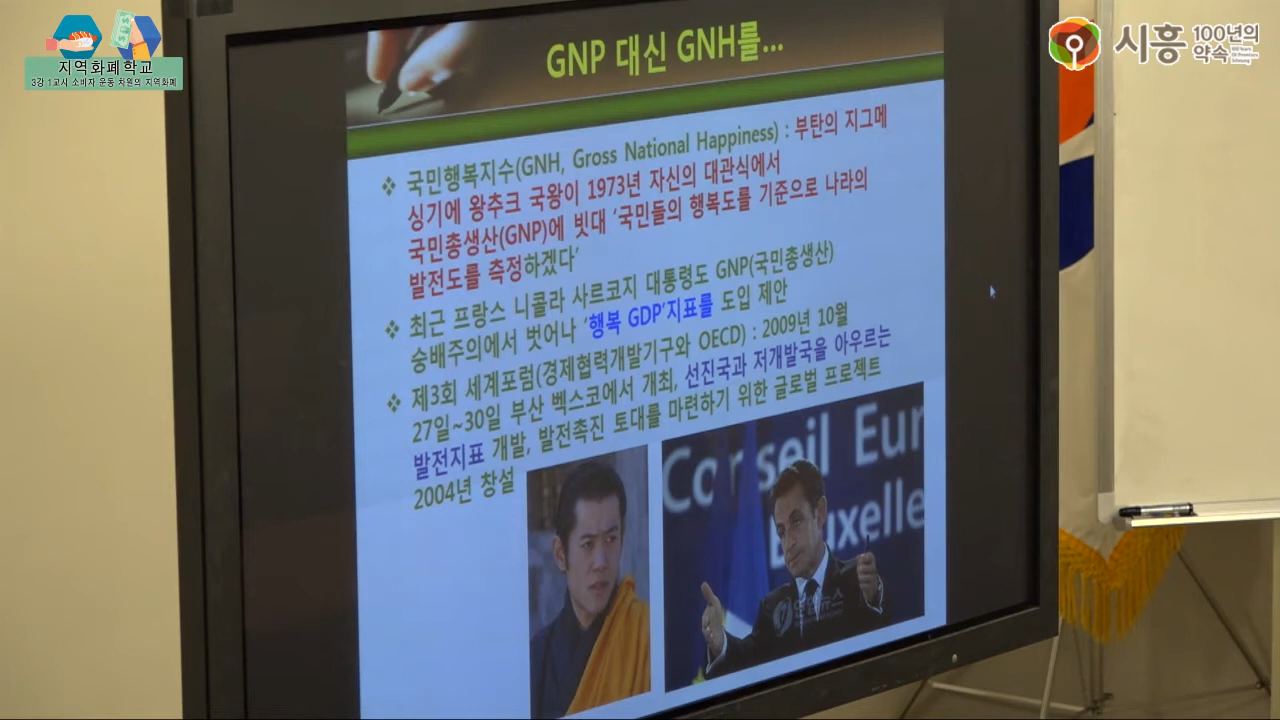 지역화폐학교
3강 1교시 소비자 운동 차원의 지역화폐
시흥 100년의 약속
GNP 대신 GNH를...
❖ 국민행복지수(GNH, Gross National Happiness) : 부탄의 지그메
싱기에 왕추크 국왕이 1973년 자신의 대관식에서
국민총생산(GNP)에 빗대 '국민들의 행복도를 기준으로 나라의
발전도를 측정하겠다'
❖ 최근 프랑스 니콜라 사르코지 대통령도 GNP(국민총생산)
숭배주의에서 벗어나 '행복 GDP'지표를 도입 제안
❖ 제3회 세계포럼(경제협력개발기구와 OECD) : 2009년 10월
27일~30일 부산 벡스코에서 개최, 선진국과 저개발국을 아우르는
발전지표 개발, 발전촉진 토대를 마련하기 위한 글로벌 프로젝트
2004년 창설
Conseil Eur
Bruxelle
연합뉴스